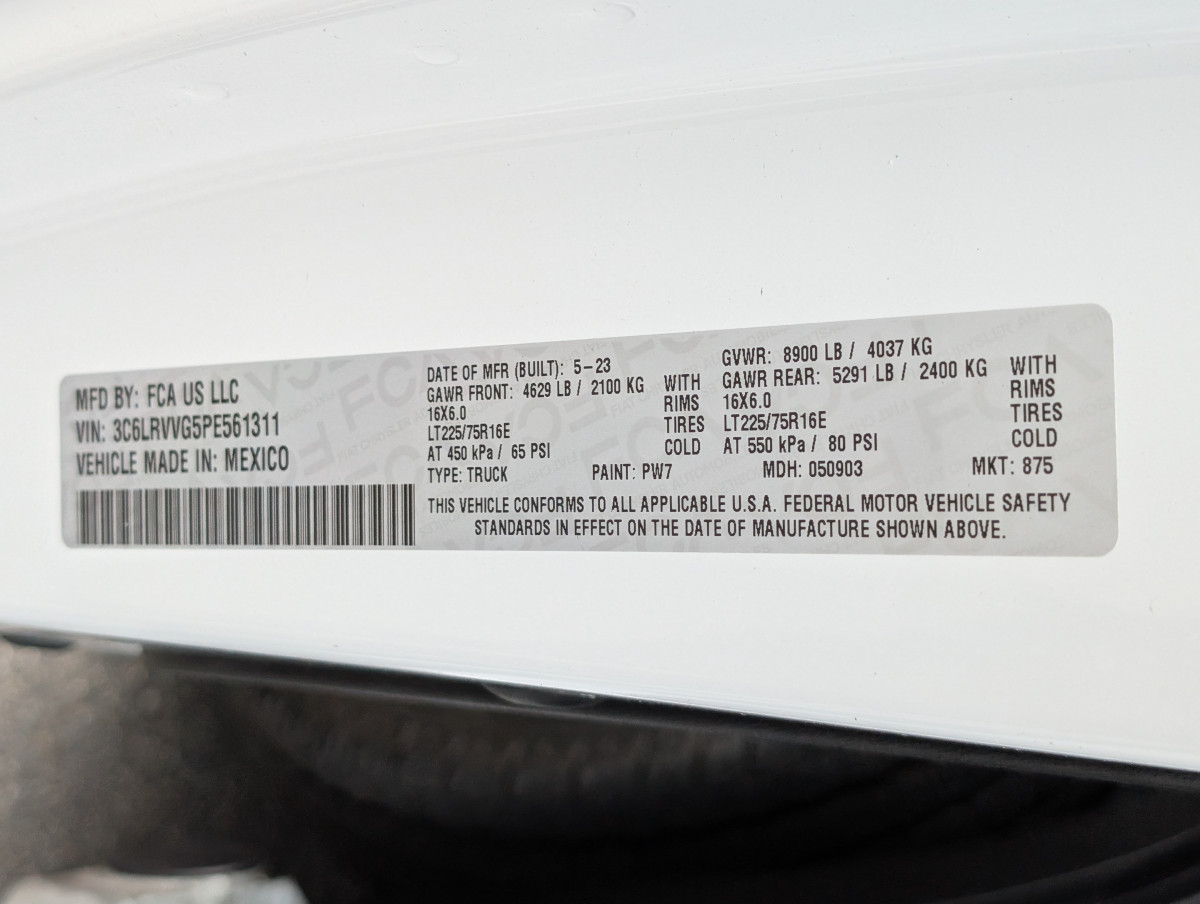 MFD BY: FCA US LLC
VIN: 3C6LRVVG5PE561311
VEHICLE MADE IN: MEXICO
DATE OF MFR (BUILT): 5-23
GAWR FRONT: 4629 LB / 2100 KG WITH
16X6.0 RIMS
LT225/75R16E TIRES
AT 450 kPa / 65 PSI COLD
GVWR: 8900 LB / 4037 KG
GAWR REAR: 5291 LB / 2400 KG WITH
16X6.0 RIMS
LT225/75R16E TIRES
AT 550 kPa / 80 PSI COLD
TYPE: TRUCK PAINT: PW7 MDH: 050903 MKT: 875
THIS VEHICLE CONFORMS TO ALL APPLICABLE U.S.A. FEDERAL MOTOR VEHICLE SAFETY
STANDARDS IN EFFECT ON THE DATE OF MANUFACTURE SHOWN ABOVE.